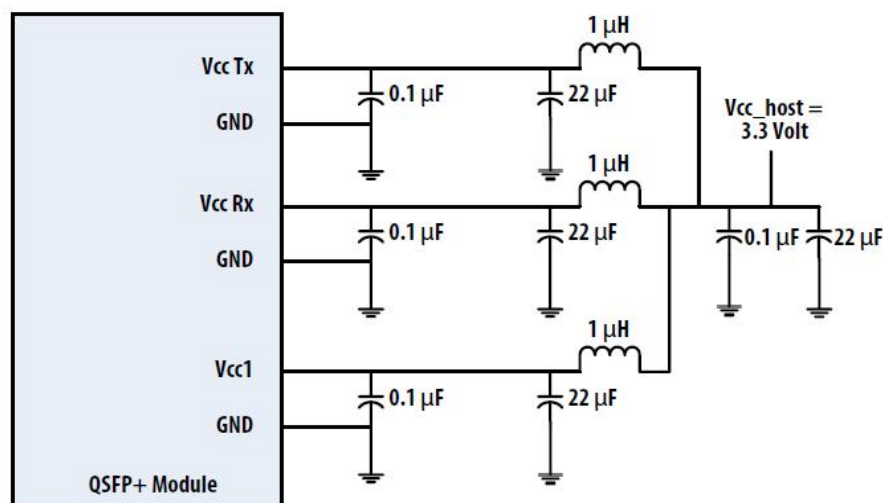 1 µH
Vcc Tx
0.1 µF
22 µF
GND
Vcc_host =
3.3 Volt
1 µH
Vcc Rx
0.1 µF
22 µF
0.1 µF
22 µF
GND
1 µH
Vcc1
0.1 µF
22 µF
GND
QSFP+ Module